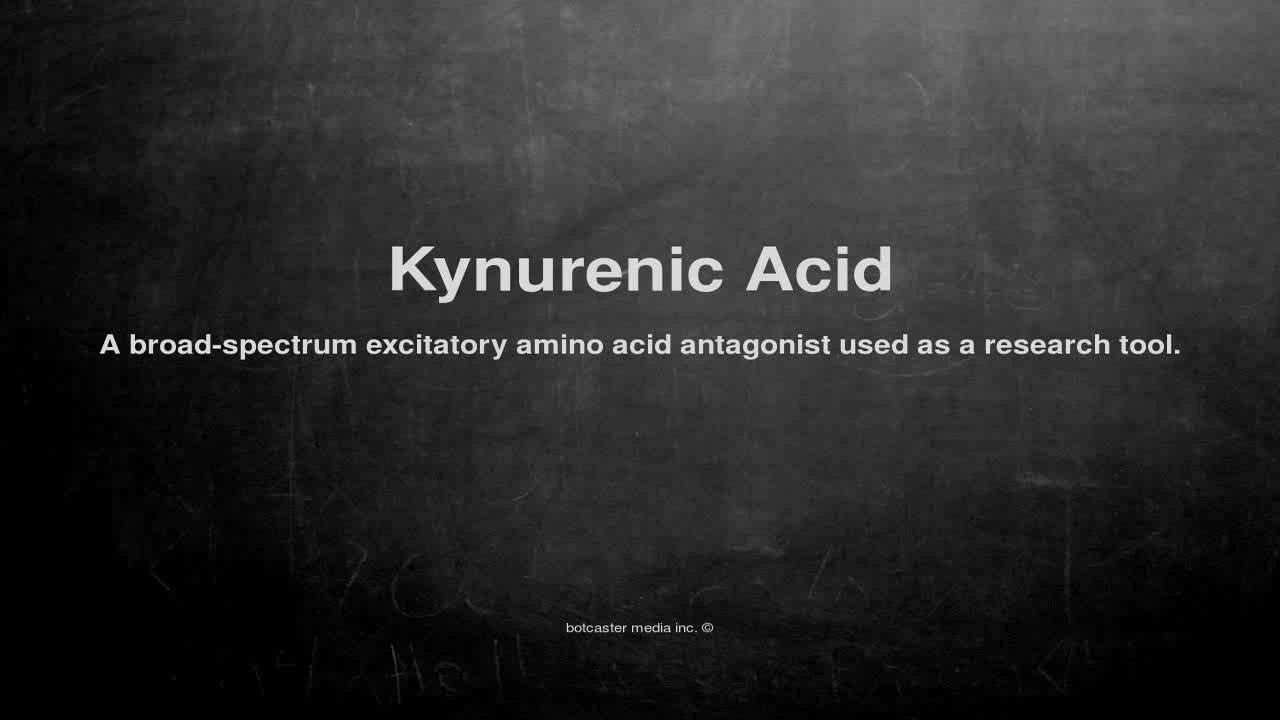 Kynurenic Acid
A broad-spectrum excitatory amino acid antagonist used as a research tool.
botcaster media inc. ©